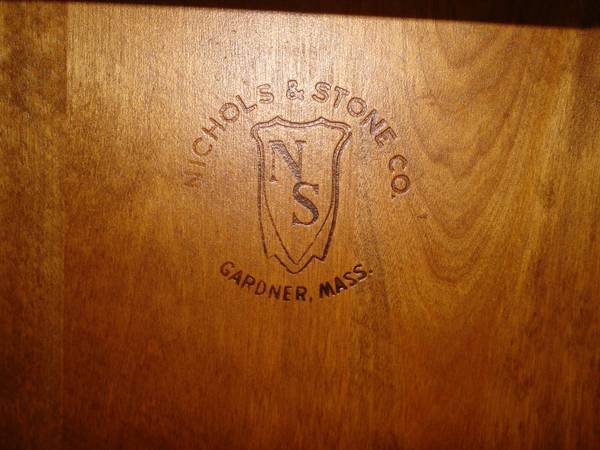 NICHOLS & STONE CO.
NS
GARDNER, MASS.